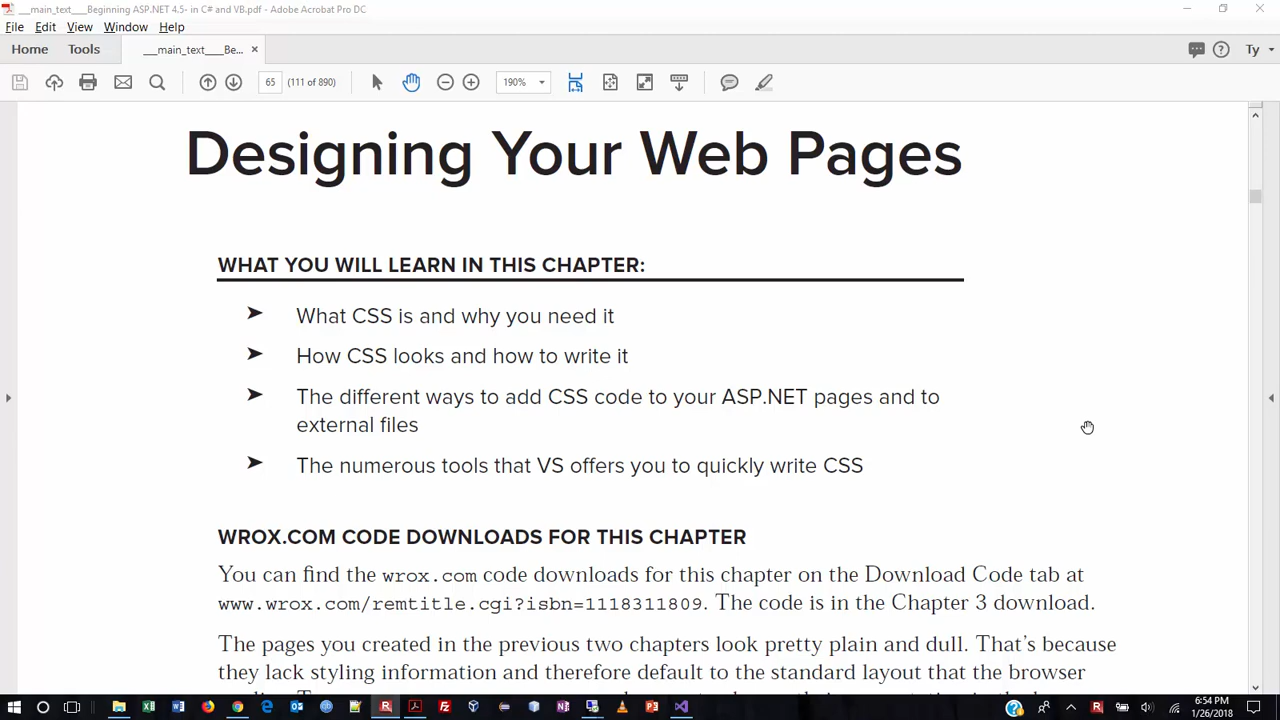 ___main_text____Beginning ASP.NET 4.5- in C# and VB.pdf - Adobe Acrobat Pro DC
File Edit View Window Help
Home Tools ___main_text____Be... × Ty
65 (111 of 890) 190%
Designing Your Web Pages
WHAT YOU WILL LEARN IN THIS CHAPTER:
➤ What CSS is and why you need it
➤ How CSS looks and how to write it
➤ The different ways to add CSS code to your ASP.NET pages and to
external files
➤ The numerous tools that VS offers you to quickly write CSS
WROX.COM CODE DOWNLOADS FOR THIS CHAPTER
You can find the wrox.com code downloads for this chapter on the Download Code tab at
www.wrox.com/remtitle.cgi?isbn=1118311809. The code is in the Chapter 3 download.
The pages you created in the previous two chapters look pretty plain and dull. That's because
they lack styling information and therefore default to the standard layout that the browser
6:54 PM
1/26/2018